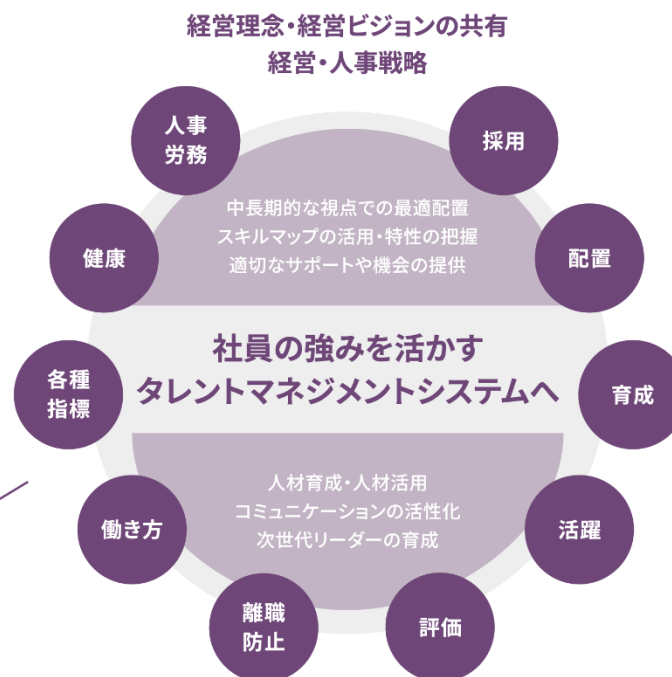 経営理念・経営ビジョンの共有
経営・人事戦略
人事
労務
採用
健康
配置
中長期的な視点での最適配置
スキルマップの活用・特性の把握
適切なサポートや機会の提供
各種
指標
社員の強みを活かす
タレントマネジメントシステムへ
育成
働き方
活躍
人材育成・人材活用
コミュニケーションの活性化
次世代リーダーの育成
離職
防止
評価